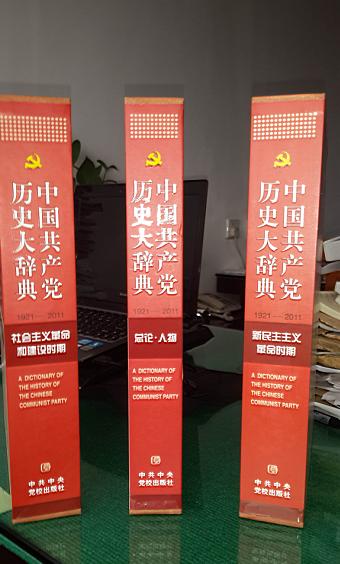 中国共产党
历史大辞典
1921—2011
社会主义革命
和建设时期
A DICTIONARY OF
THE HISTORY OF
THE CHINESE
COMMUNIST PARTY
中共中央
党校出版社
中国共产党
历史大辞典
1921—2011
总论·人物
A DICTIONARY OF
THE HISTORY OF
THE CHINESE
COMMUNIST PARTY
中共中央
党校出版社
中国共产党
历史大辞典
1921—2011
新民主主义
革命时期
A DICTIONARY OF
THE HISTORY OF
THE CHINESE
COMMUNIST PARTY
中共中央
党校出版社